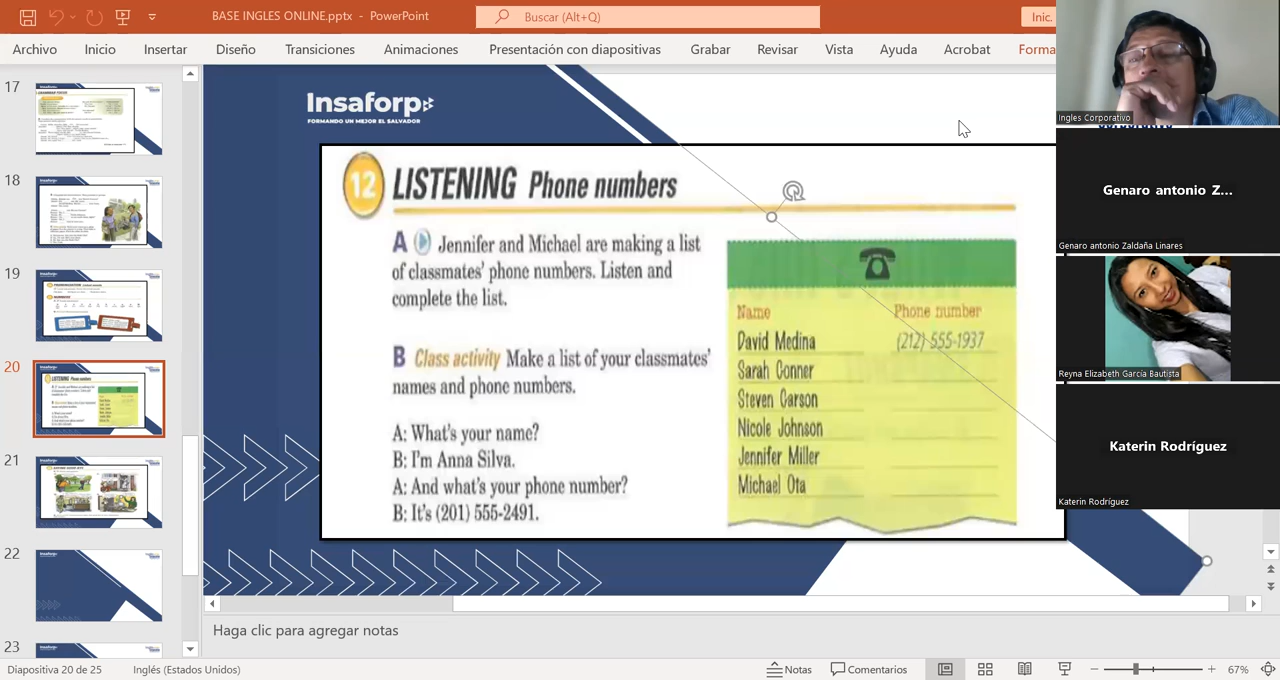 BASE INGLES ONLINE.pptx - PowerPoint
Buscar (Alt+Q)
Inic.
Archivo Inicio Insertar Diseño Transiciones Animaciones Presentación con diapositivas Grabar Revisar Vista Ayuda Acrobat Forma
17
18
19
20
21
22
23
Insaforp
FORMANDO UN MEJOR EL SALVADOR
12 LISTENING Phone numbers
A Jennifer and Michael are making a list
of classmates' phone numbers. Listen and
complete the list.
B Class activity Make a list of your classmates'
names and phone numbers.
A: What's your name?
B: I'm Anna Silva.
A: And what's your phone number?
B: It's (201) 555-2491.
Name Phone number
David Medina (212) 555-1937
Sarah Conner
Steven Carson
Nicole Johnson
Jennifer Miller
Michael Ota
Ingles Corporativo
Genaro antonio Z...
Genaro antonio Zaldaña Linares
Reyna Elizabeth García Bautista
Katerin Rodríguez
Katerin Rodríguez
Haga clic para agregar notas
Diapositiva 20 de 25 Inglés (Estados Unidos) Notas Comentarios 67%